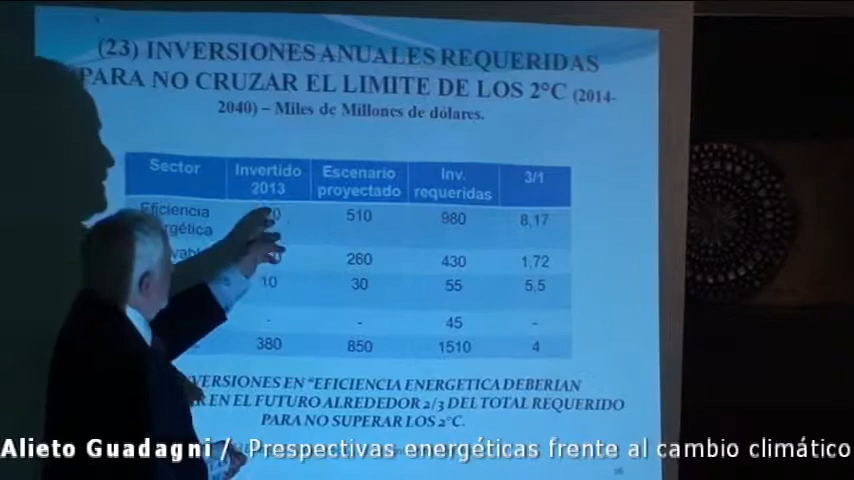 (23) INVERSIONES ANUALES REQUERIDAS
PARA NO CRUZAR EL LIMITE DE LOS 2°C (2014-
2040) – Miles de Millones de dólares.
Sector Invertido 2013 Escenario proyectado Inv. requeridas 3/1
Eficiencia 510 980 8,17
260 430 1,72
10 30 55 5,5
- - 45 -
380 850 1510 4
INVERSIONES EN "EFICIENCIA ENERGETICA DEBERIAN
EN EL FUTURO ALREDEDOR 2/3 DEL TOTAL REQUERIDO
PARA NO SUPERAR LOS 2°C.
Alieto Guadagni / Prespectivas energéticas frente al cambio climático